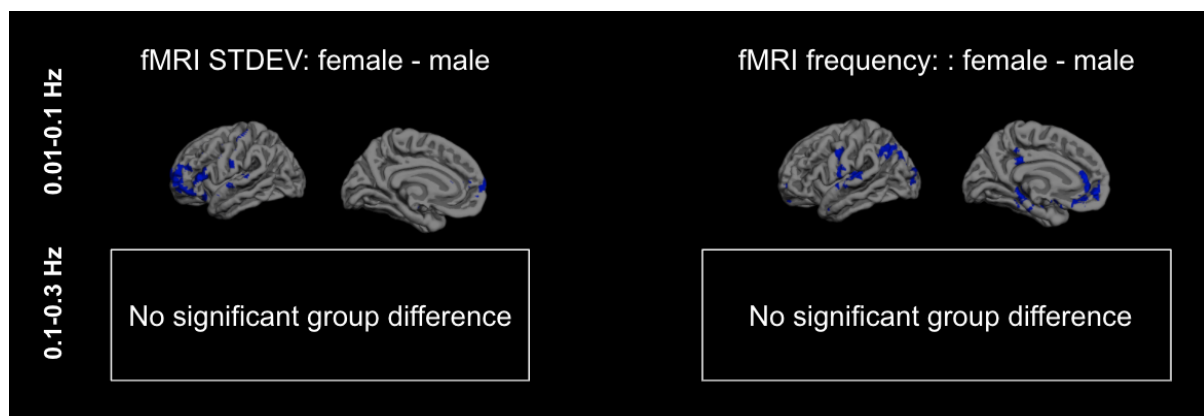 fMRI STDEV: female - male
fMRI frequency: : female - male
0.01-0.1 Hz
0.1-0.3 Hz
No significant group difference
No significant group difference